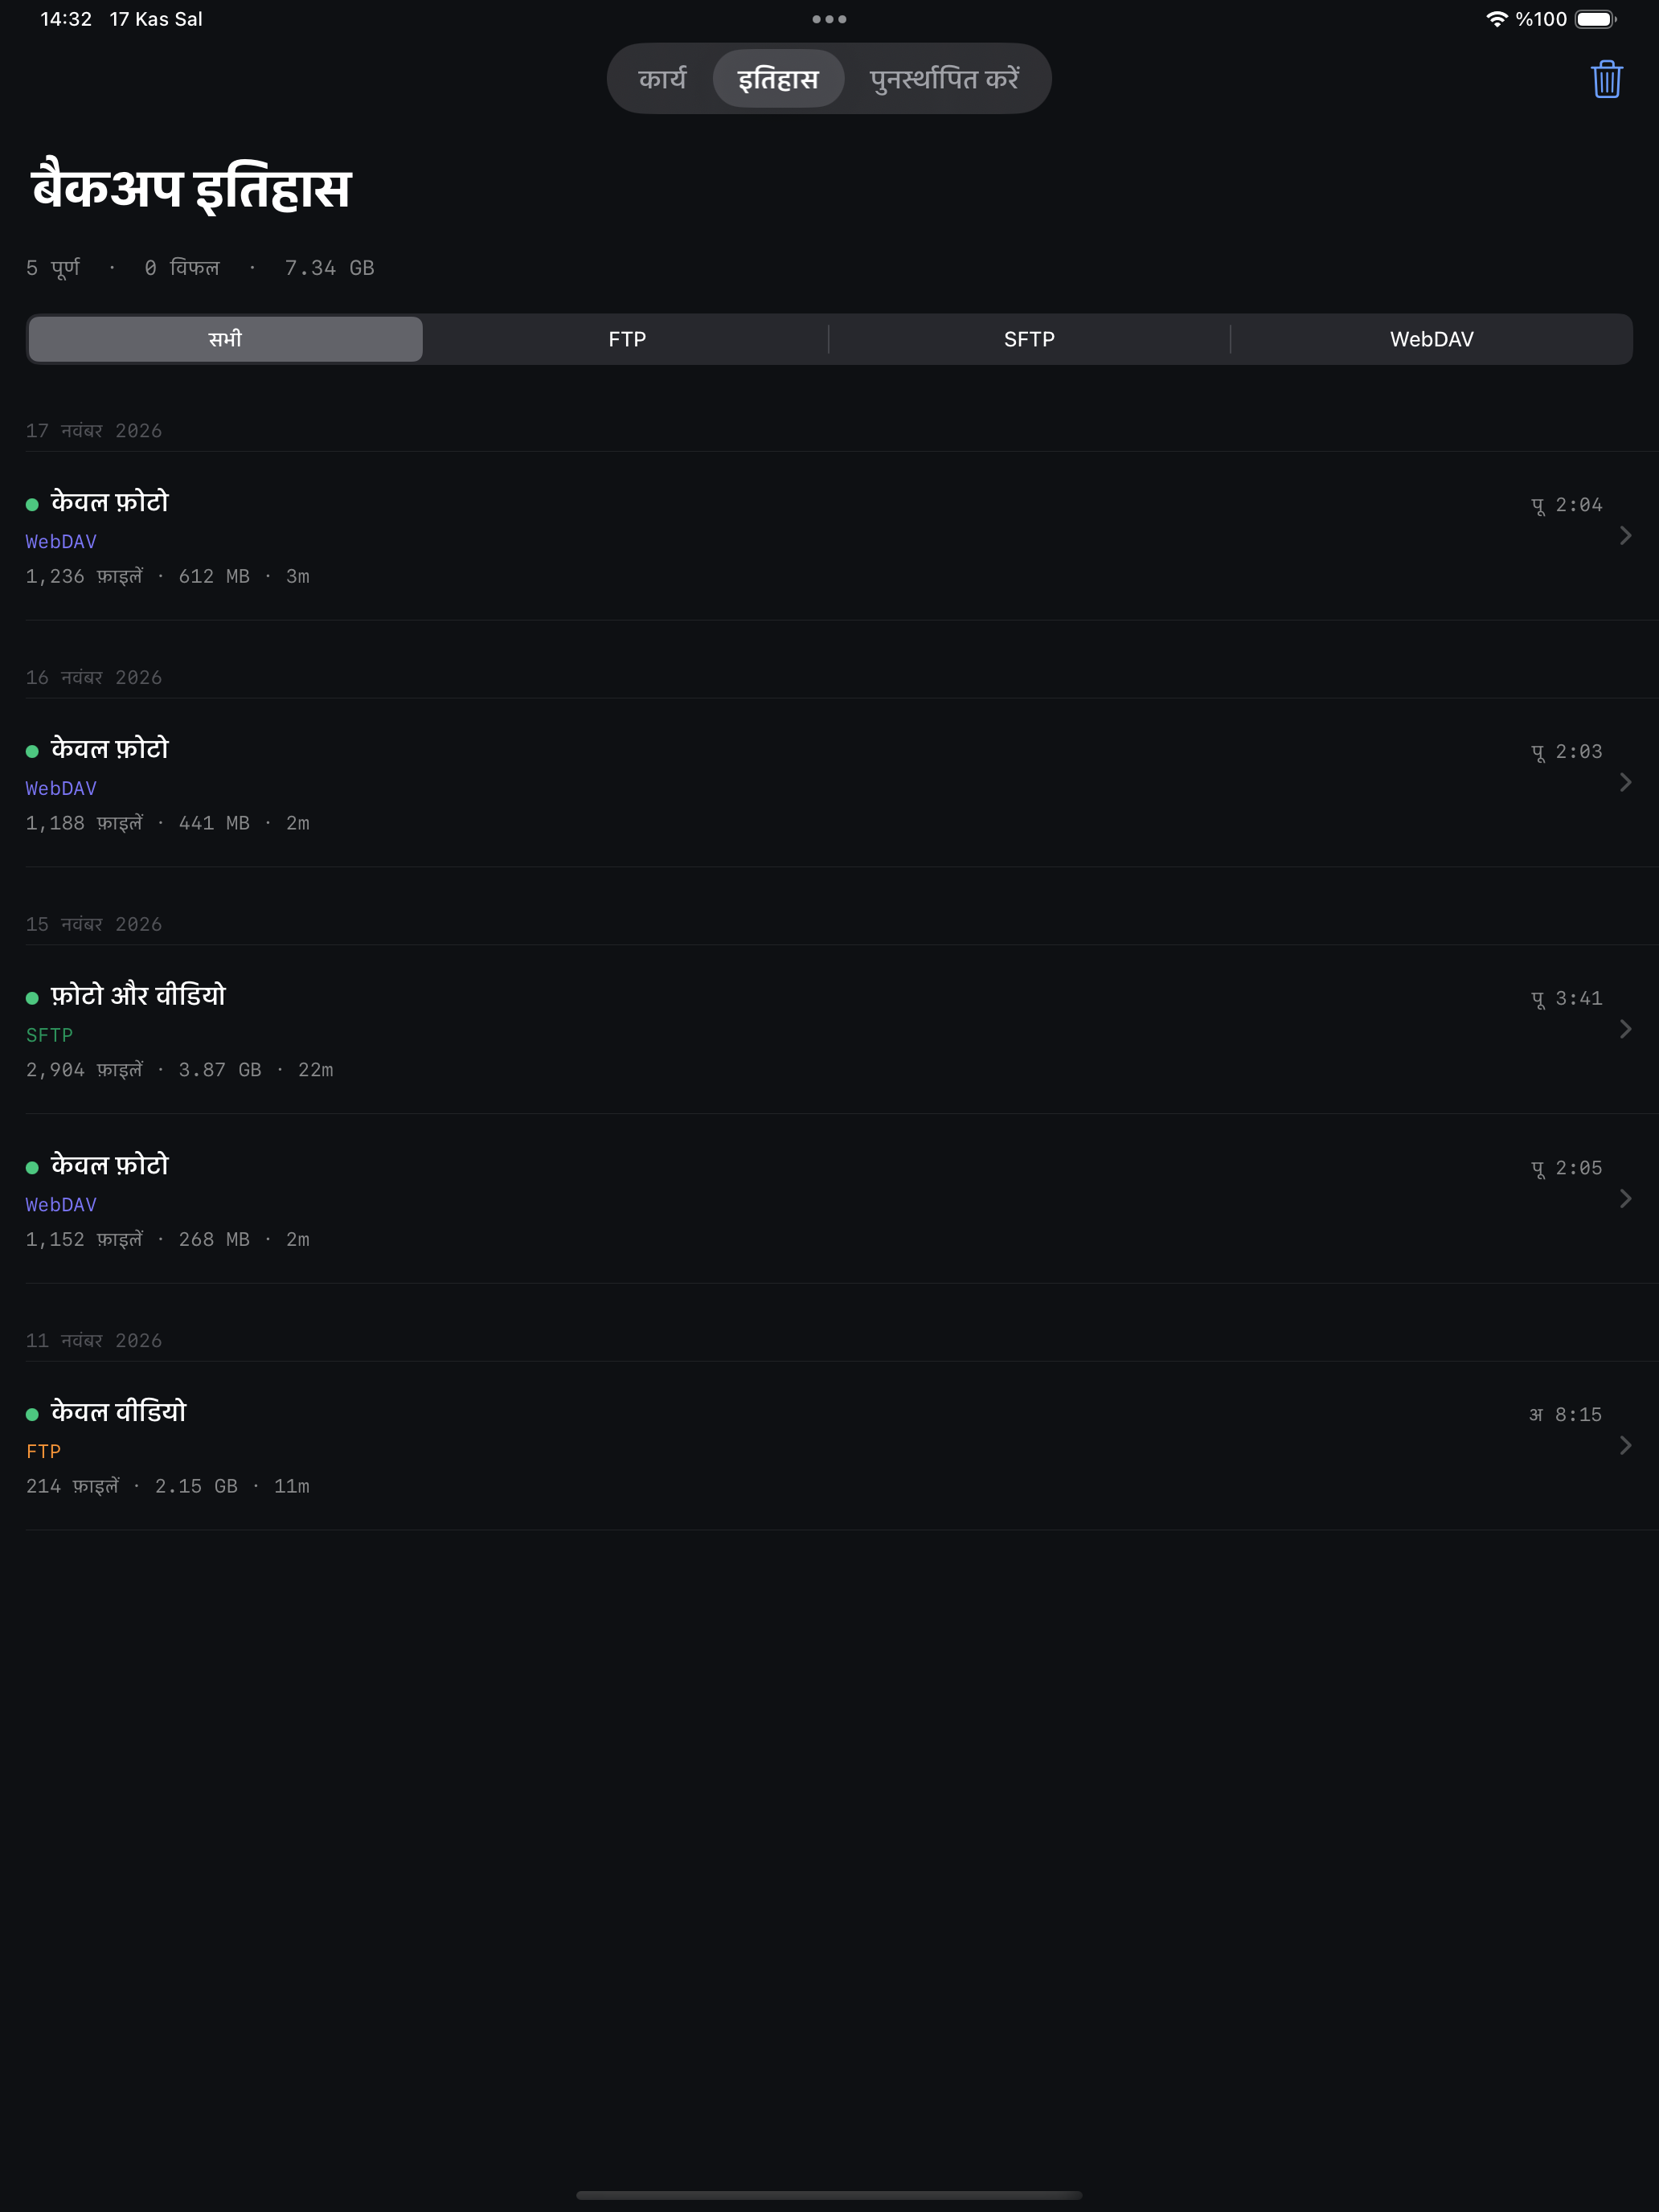 14:32 17 Kas Sal
%100
कार्य इतिहास पुनर्स्थापित करें
बैकअप इतिहास
5 पूर्ण · 0 विफल · 7.34 GB
सभी FTP SFTP WebDAV
17 नवंबर 2026
केवल फ़ोटो पू 2:04
WebDAV
1,236 फ़ाइलें · 612 MB · 3m
16 नवंबर 2026
केवल फ़ोटो पू 2:03
WebDAV
1,188 फ़ाइलें · 441 MB · 2m
15 नवंबर 2026
फ़ोटो और वीडियो पू 3:41
SFTP
2,904 फ़ाइलें · 3.87 GB · 22m
केवल फ़ोटो पू 2:05
WebDAV
1,152 फ़ाइलें · 268 MB · 2m
11 नवंबर 2026
केवल वीडियो अ 8:15
FTP
214 फ़ाइलें · 2.15 GB · 11m